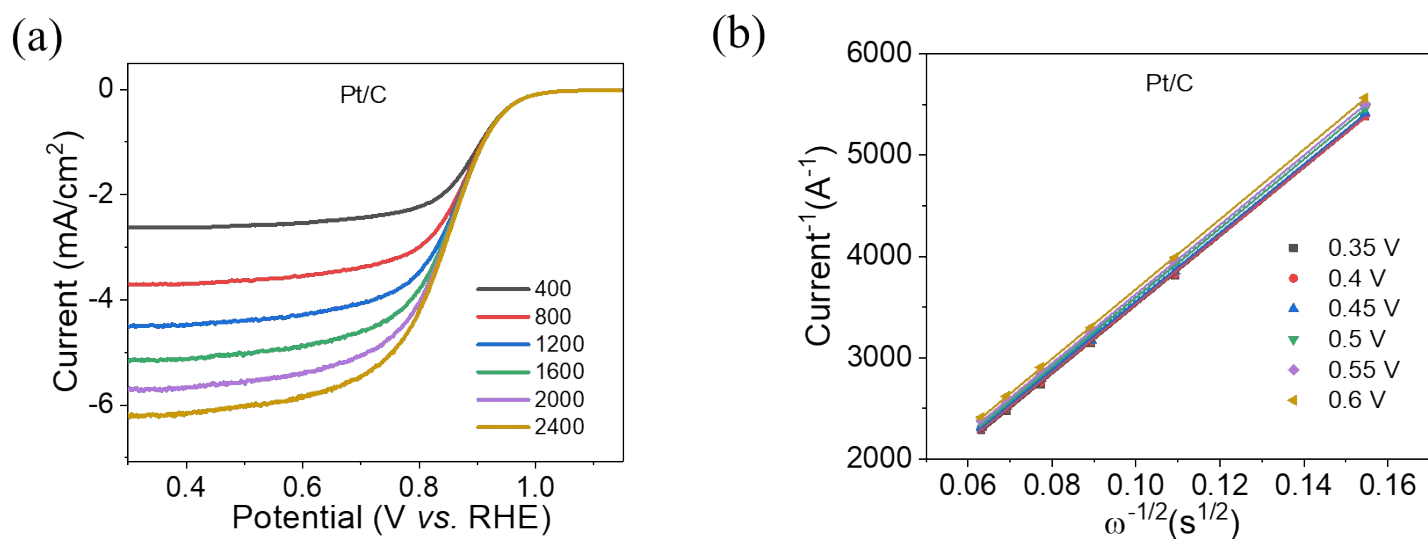 (a)
Pt/C
Current (mA/cm²)
0
-2
-4
-6
400
800
1200
1600
2000
2400
0.4
0.6
0.8
1.0
Potential (V vs. RHE)
(b)
Pt/C
Current⁻¹(A⁻¹)
6000
5000
4000
3000
2000
0.35 V
0.4 V
0.45 V
0.5 V
0.55 V
0.6 V
0.06
0.08
0.10
0.12
0.14
0.16
ω⁻¹/²(s¹/²)